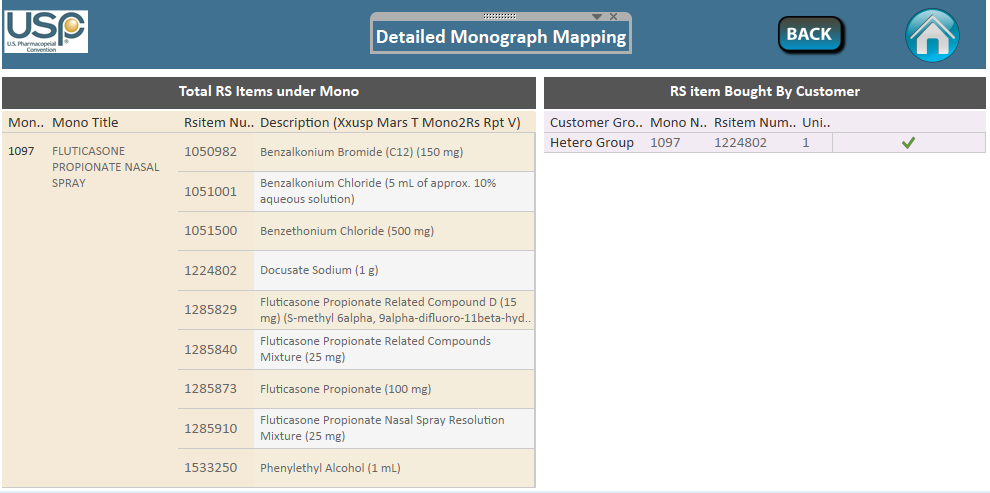 USP
U.S. Pharmacopeial
Convention
®
Detailed Monograph Mapping
BACK
Total RS Items under Mono
Mon.. Mono Title Rsitem Nu.. Description (Xxusp Mars T Mono2Rs Rpt V)
1097 FLUTICASONE
PROPIONATE NASAL
SPRAY
1050982 Benzalkonium Bromide (C12) (150 mg)
1051001 Benzalkonium Chloride (5 mL of approx. 10%
aqueous solution)
1051500 Benzethonium Chloride (500 mg)
1224802 Docusate Sodium (1 g)
1285829 Fluticasone Propionate Related Compound D (15
mg) (S-methyl 6alpha, 9alpha-difluoro-11beta-hyd..
1285840 Fluticasone Propionate Related Compounds
Mixture (25 mg)
1285873 Fluticasone Propionate (100 mg)
1285910 Fluticasone Propionate Nasal Spray Resolution
Mixture (25 mg)
1533250 Phenylethyl Alcohol (1 mL)
RS item Bought By Customer
Customer Gro.. Mono N.. Rsitem Num.. Uni..
Hetero Group 1097 1224802 1